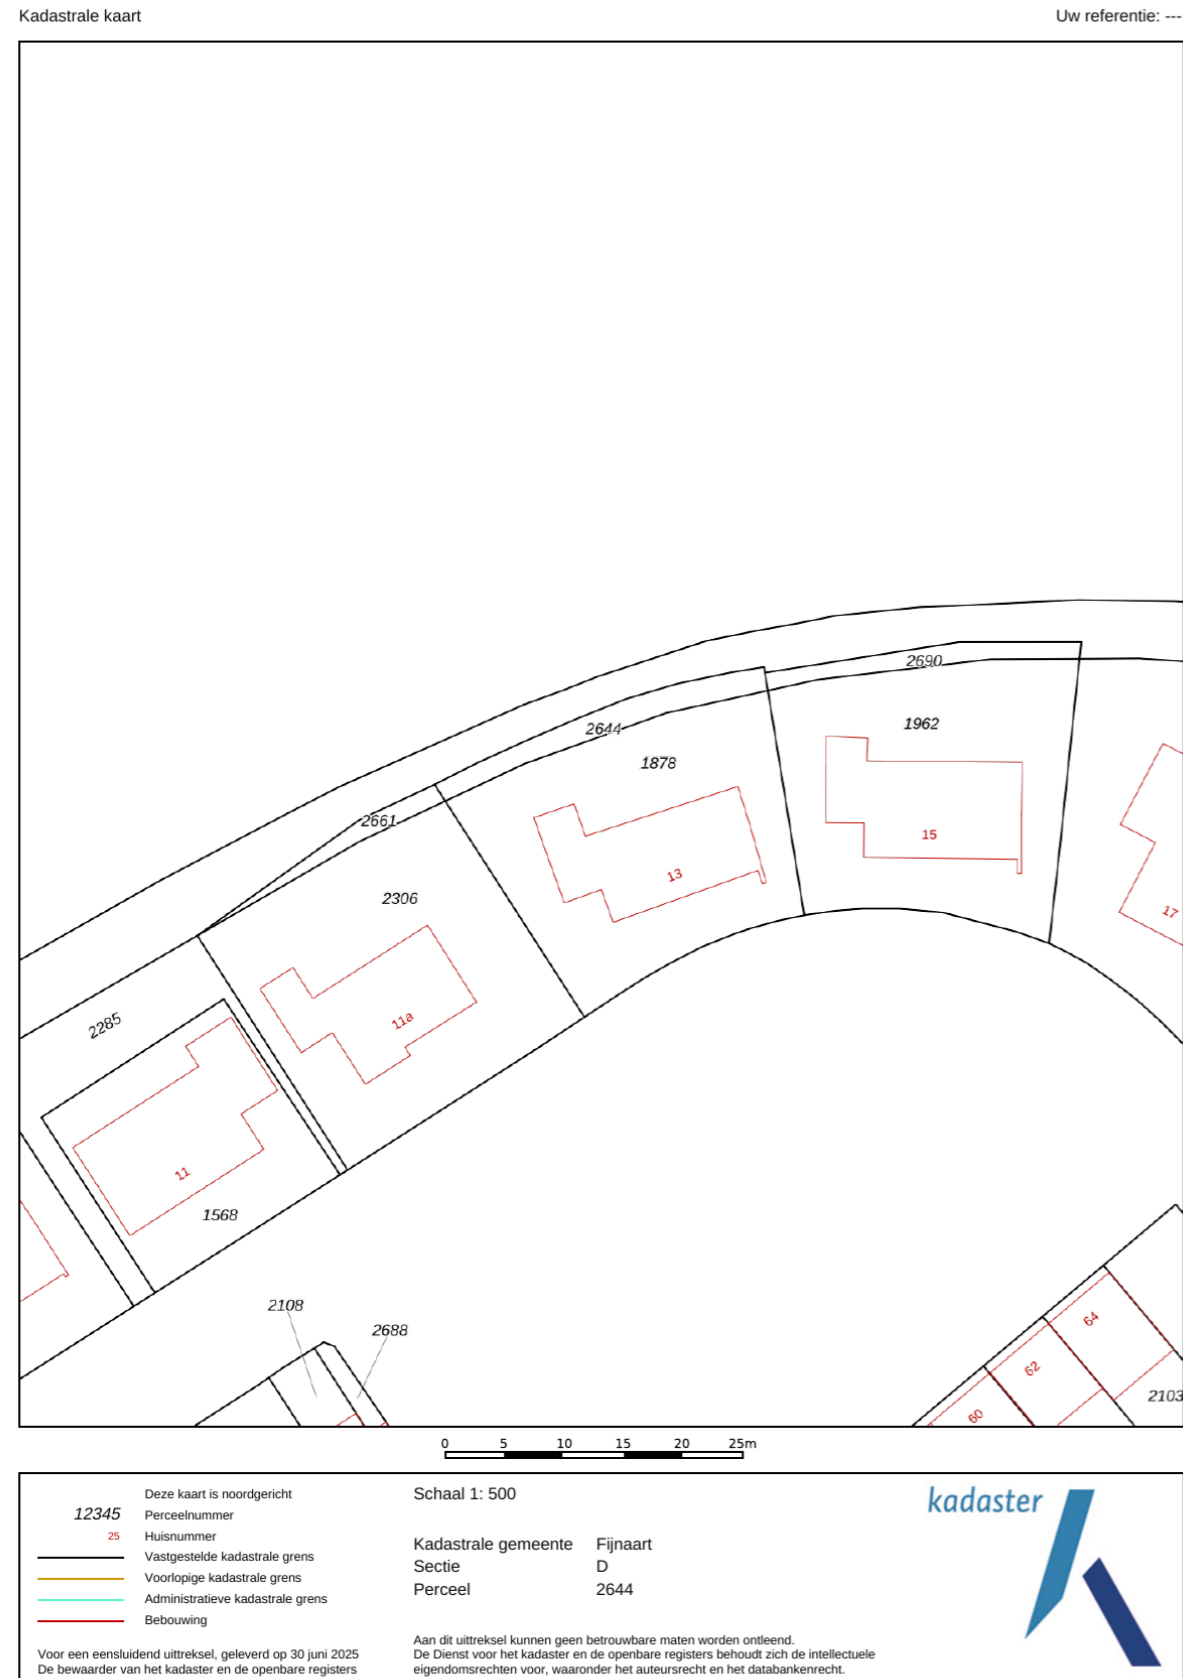 Kadastrale kaart
Uw referentie: ---
2690
1962
2644
1878
15
2661
13
17
2306
11a
2285
11
1568
2108
2688
64
62
60
2103
0 5 10 15 20 25m
Deze kaart is noordgericht
12345 Perceelnummer
25 Huisnummer
Vastgestelde kadastrale grens
Voorlopige kadastrale grens
Administratieve kadastrale grens
Bebouwing
Voor een eensluidend uittreksel, geleverd op 30 juni 2025
De bewaarder van het kadaster en de openbare registers
Schaal 1: 500
Kadastrale gemeente Fijnaart
Sectie D
Perceel 2644
Aan dit uittreksel kunnen geen betrouwbare maten worden ontleend.
De Dienst voor het kadaster en de openbare registers behoudt zich de intellectuele
eigendomsrechten voor, waaronder het auteursrecht en het databankenrecht.
kadaster